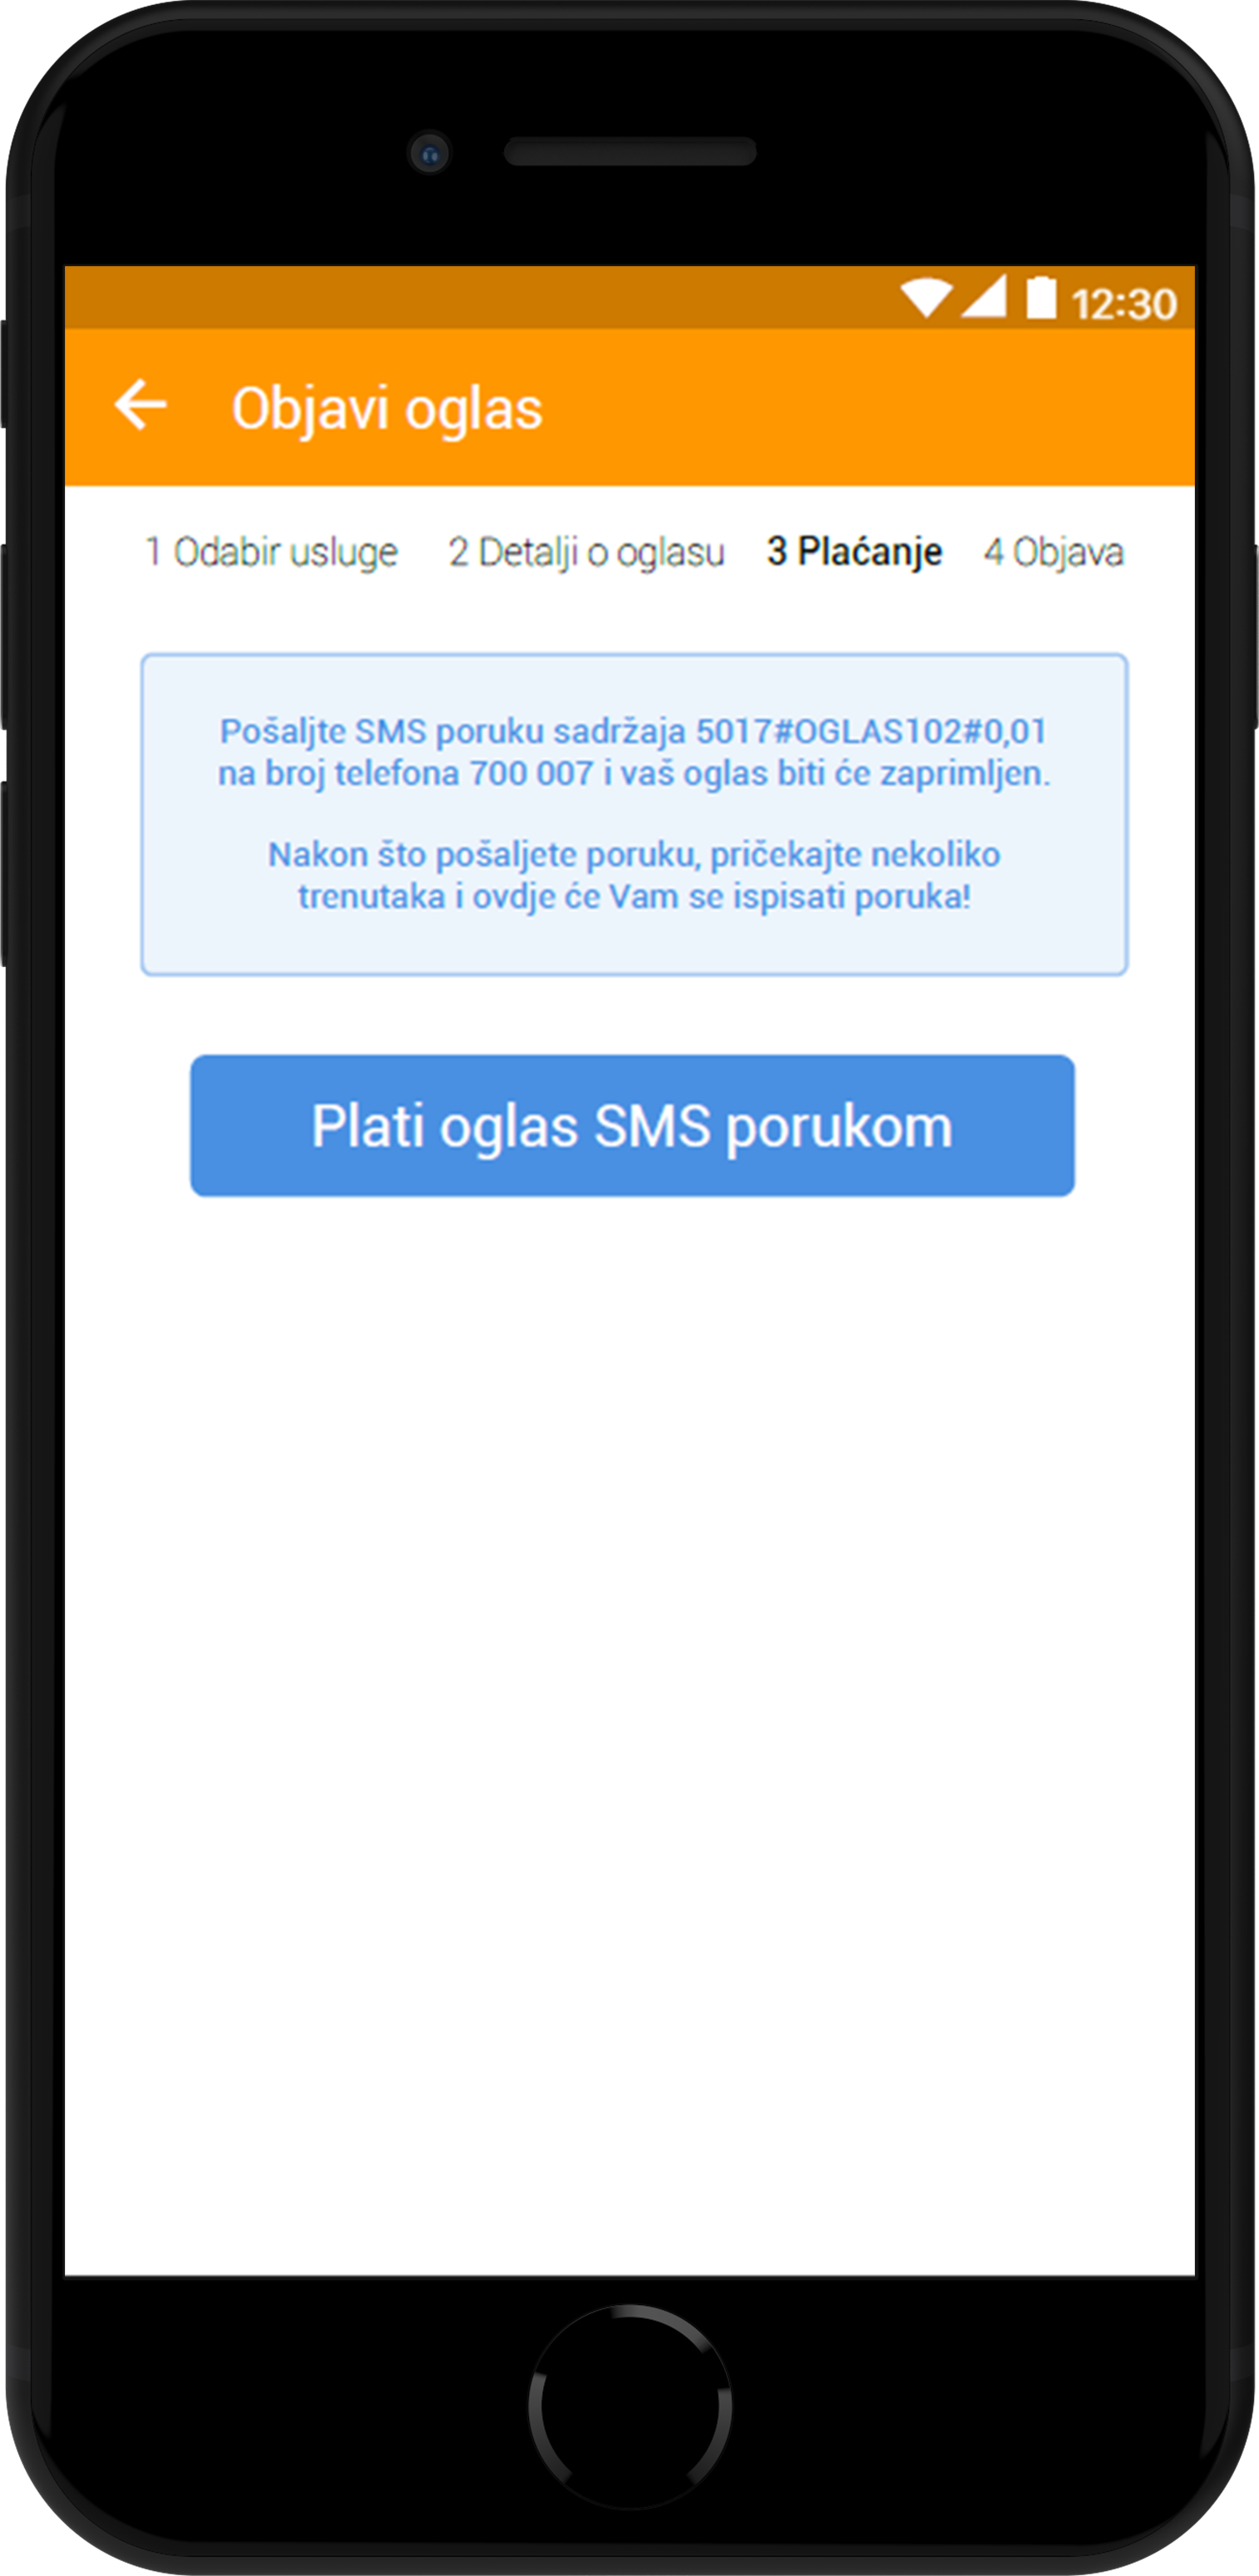 12:30
Objavi oglas
1 Odabir usluge 2 Detalji o oglasu 3 Plaćanje 4 Objava
Pošaljte SMS poruku sadržaja 5017#OGLAS102#0,01
na broj telefona 700 007 i vaš oglas biti će zaprimljen.
Nakon što pošaljete poruku, pričekajte nekoliko
trenutaka i ovdje će Vam se ispisati poruka!
Plati oglas SMS porukom